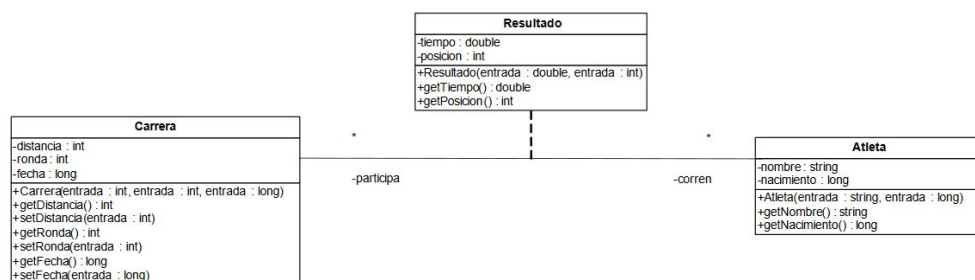 Resultado
-tiempo : double
-posicion : int
+Resultado(entrada : double, entrada : int)
+getTiempo() : double
+getPosicion() : int
Carrera
-distancia : int
-ronda : int
-fecha : long
+Carrera(entrada : int, entrada : int, entrada : long)
+getDistancia() : int
+setDistancia(entrada : int)
+getRonda() : int
+setRonda(entrada : int)
+getFecha() : long
+setFecha(entrada : long)
*
-participa
*
-corren
Atleta
-nombre : string
-nacimiento : long
+Atleta(entrada : string, entrada : long)
+getNombre() : string
+getNacimiento() : long